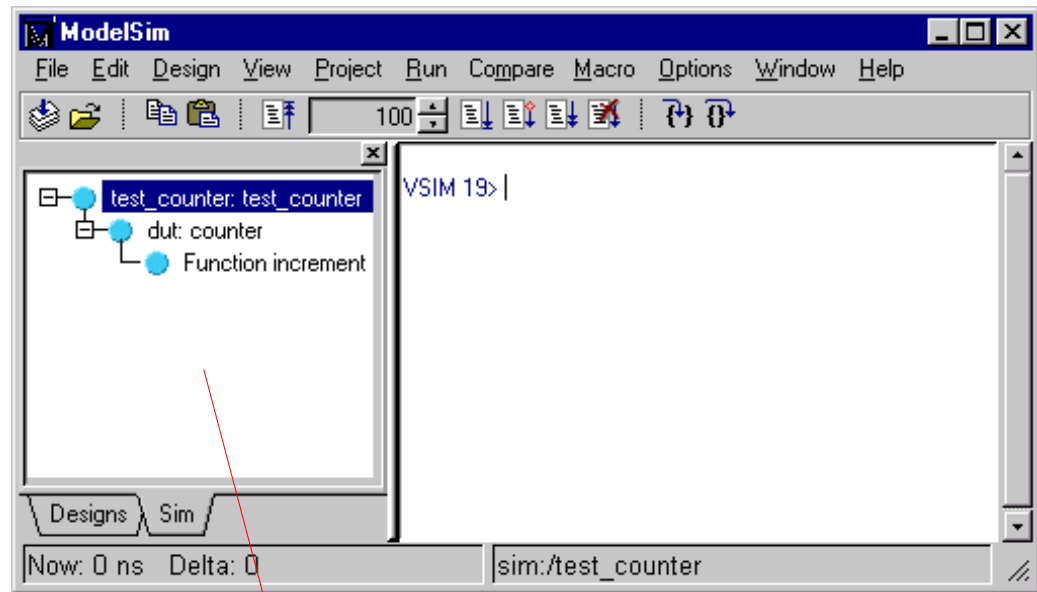 ModelSim
File Edit Design View Project Run Compare Macro Options Window Help
100
test_counter: test_counter
dut: counter
Function increment
VSIM 19>
Designs Sim
Now: 0 ns Delta: 0
sim:/test_counter